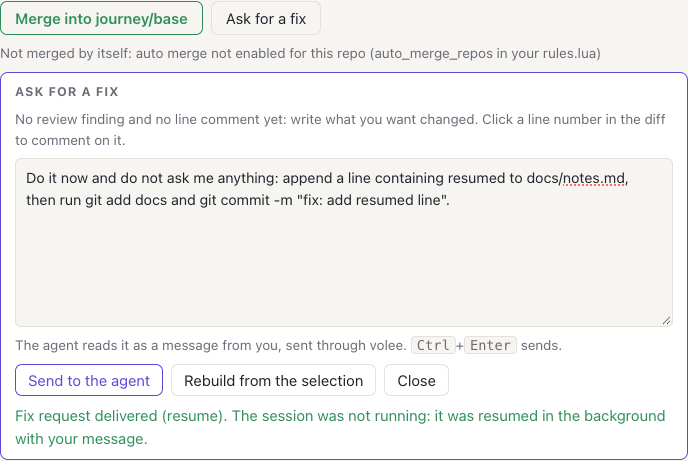 Merge into journey/base Ask for a fix
Not merged by itself: auto merge not enabled for this repo (auto_merge_repos in your rules.lua)
ASK FOR A FIX
No review finding and no line comment yet: write what you want changed. Click a line number in the diff
to comment on it.
Do it now and do not ask me anything: append a line containing resumed to docs/notes.md,
then run git add docs and git commit -m "fix: add resumed line".
The agent reads it as a message from you, sent through volee. Ctrl+Enter sends.
Send to the agent Rebuild from the selection Close
Fix request delivered (resume). The session was not running: it was resumed in the background
with your message.